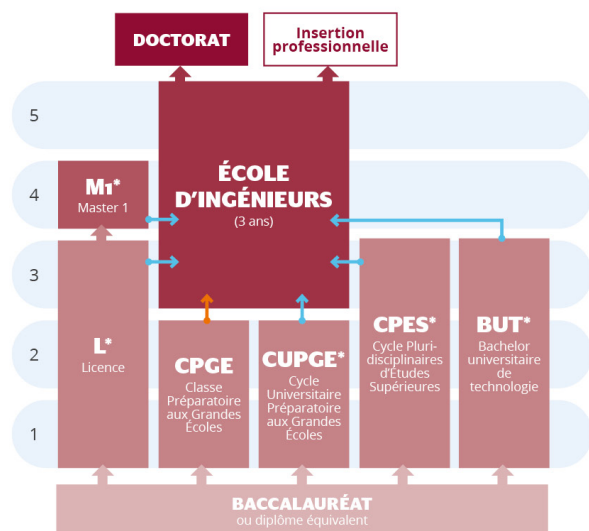 DOCTORAT
Insertion
professionnelle
5
ÉCOLE
D'INGÉNIEURS
(3 ans)
4
M1*
Master 1
3
L*
Licence
2
CPGE
Classe
Préparatoire
aux Grandes
Écoles
CUPGE*
Cycle
Universitaire
Préparatoire
aux Grandes
Écoles
CPES*
Cycle Pluri-
disciplinaires
d'Études
Supérieures
BUT*
Bachelor
universitaire
de
technologie
1
BACCALAURÉAT
ou diplôme équivalent